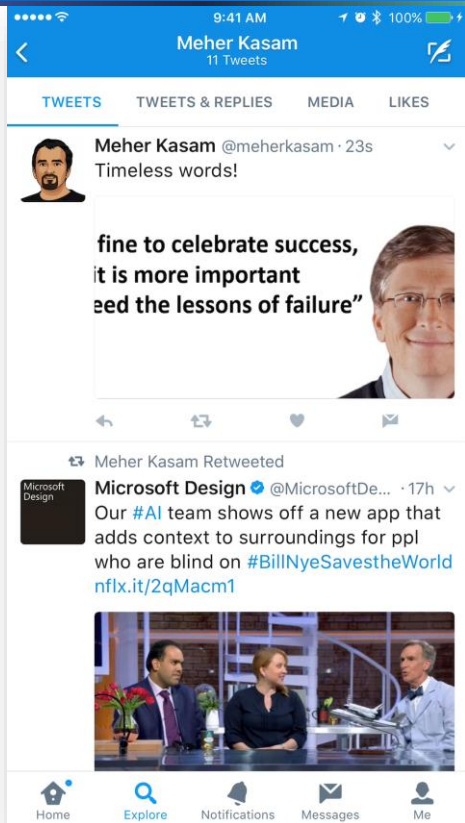 9:41 AM 100%
Meher Kasam
11 Tweets
TWEETS TWEETS & REPLIES MEDIA LIKES
Meher Kasam @meherkasam · 23s
Timeless words!
fine to celebrate success,
it is more important
eed the lessons of failure”
Meher Kasam Retweeted
Microsoft
Design
Microsoft Design @MicrosoftDe... · 17h
Our #AI team shows off a new app that
adds context to surroundings for ppl
who are blind on #BillNyeSavestheWorld
nflx.it/2qMacm1
Home Explore Notifications Messages Me